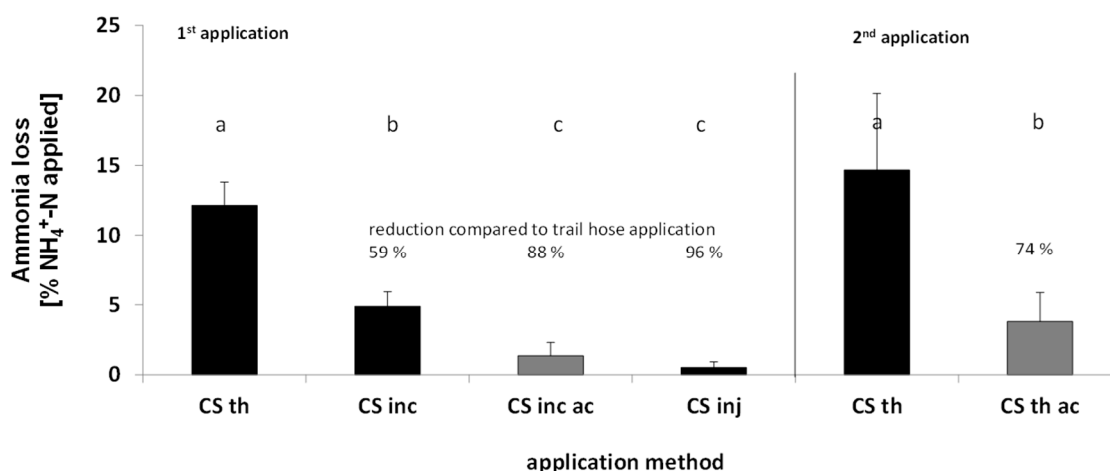 25
20
15
10
5
0
Ammonia loss
[% NH₄⁺-N applied]
1ˢᵗ application
2ⁿᵈ application
a b c c a b
reduction compared to trail hose application
59 % 88 % 96 % 74 %
CS th CS inc CS inc ac CS inj CS th CS th ac
application method